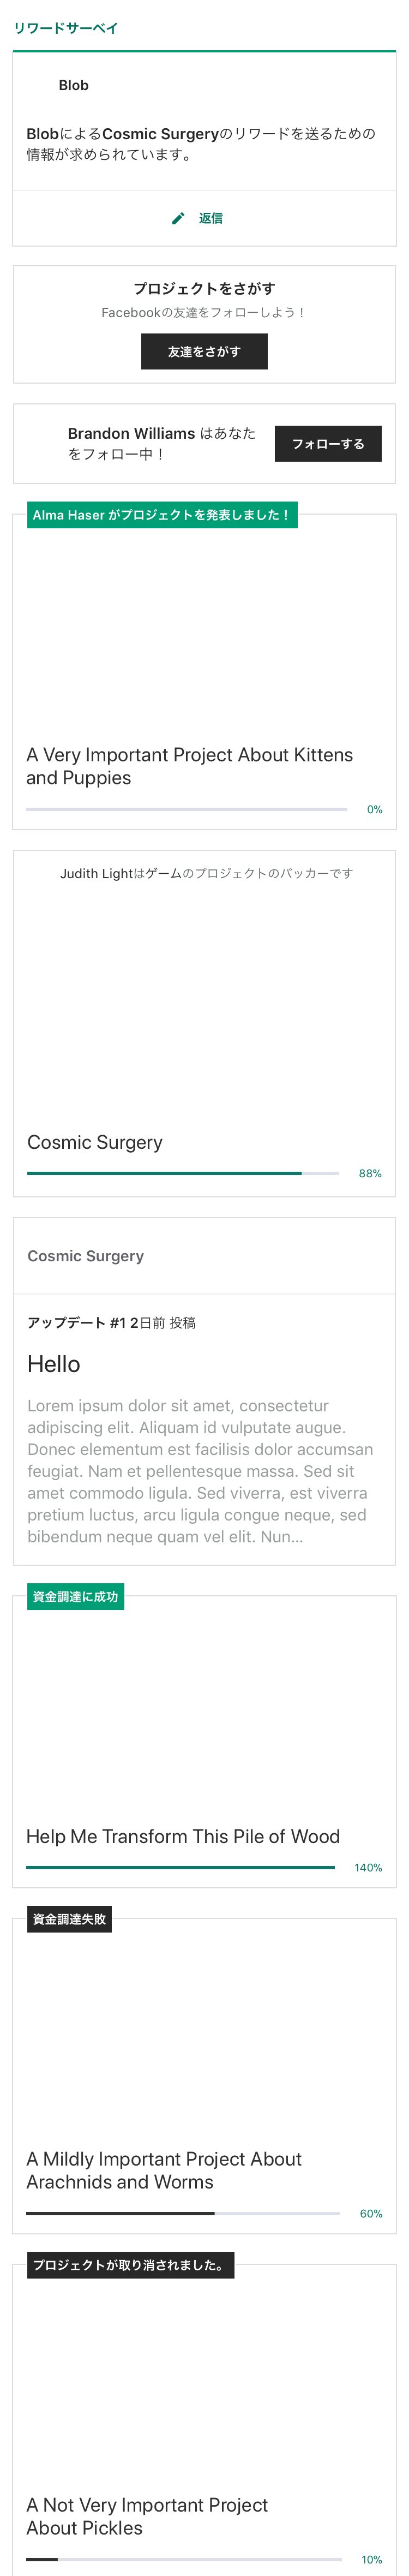 リワードサーベイ
Blob
BlobによるCosmic Surgeryのリワードを送るための
情報が求められています。
返信
プロジェクトをさがす
Facebookの友達をフォローしよう！
友達をさがす
Brandon Williams はあなた
をフォロー中！
フォローする
Alma Haser がプロジェクトを発表しました！
A Very Important Project About Kittens
and Puppies
0%
Judith Lightはゲームのプロジェクトのバッカーです
Cosmic Surgery
88%
Cosmic Surgery
アップデート #1 2日前 投稿
Hello
Lorem ipsum dolor sit amet, consectetur
adipiscing elit. Aliquam id vulputate augue.
Donec elementum est facilisis dolor accumsan
feugiat. Nam et pellentesque massa. Sed sit
amet commodo ligula. Sed viverra, est viverra
pretium luctus, arcu ligula congue neque, sed
bibendum neque quam vel elit. Nun...
資金調達に成功
Help Me Transform This Pile of Wood
140%
資金調達失敗
A Mildly Important Project About
Arachnids and Worms
60%
プロジェクトが取り消されました。
A Not Very Important Project
About Pickles
10%